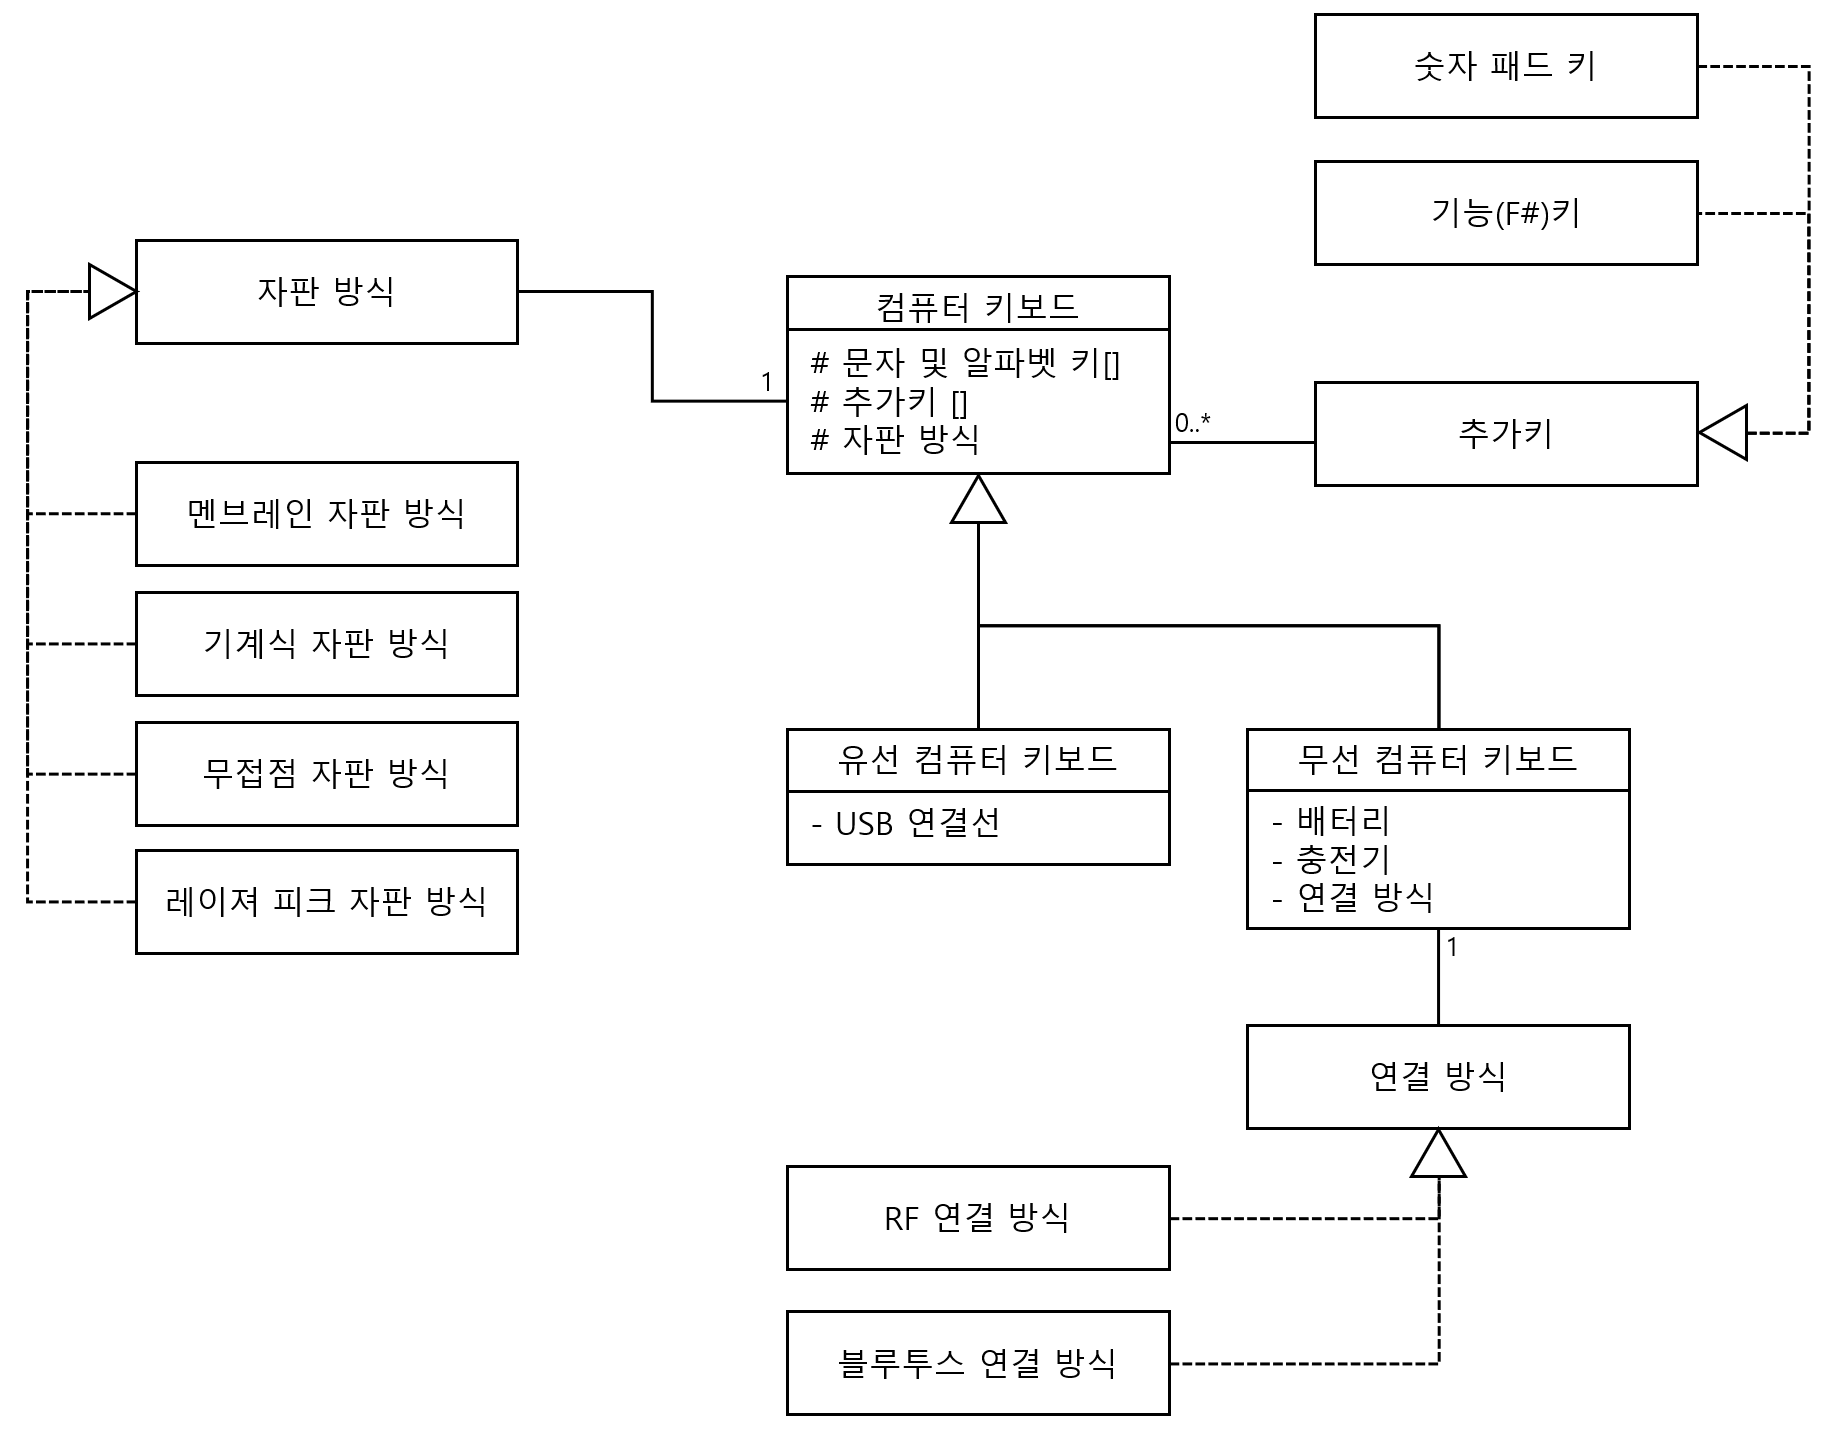 숫자 패드 키
기능(F#)키
자판 방식
컴퓨터 키보드
# 문자 및 알파벳 키[]
# 추가키 []
# 자판 방식
1
0..*
추가키
멘브레인 자판 방식
기계식 자판 방식
무접점 자판 방식
레이져 피크 자판 방식
유선 컴퓨터 키보드
- USB 연결선
무선 컴퓨터 키보드
- 배터리
- 충전기
- 연결 방식
1
연결 방식
RF 연결 방식
블루투스 연결 방식